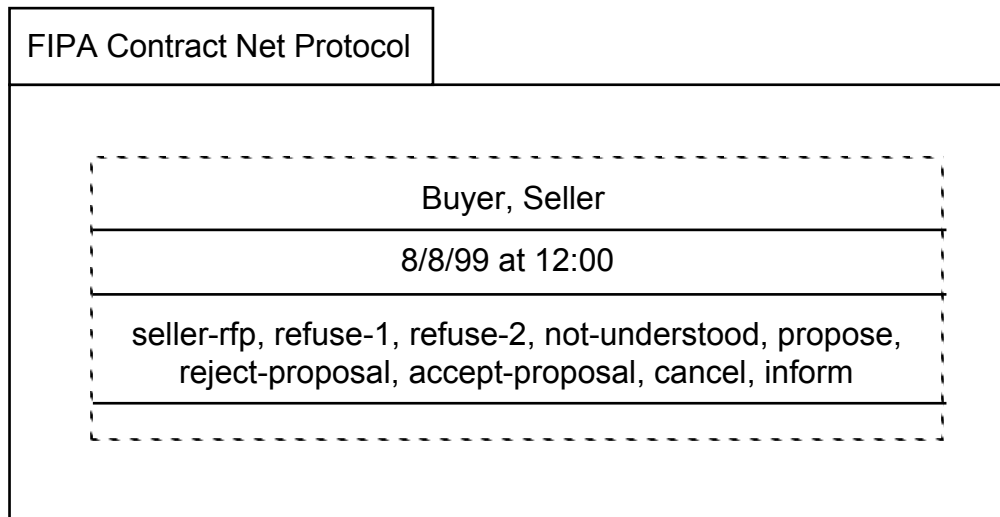 FIPA Contract Net Protocol
Buyer, Seller
8/8/99 at 12:00
seller-rfp, refuse-1, refuse-2, not-understood, propose,
reject-proposal, accept-proposal, cancel, inform